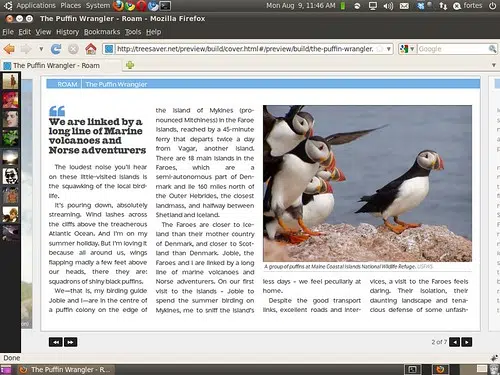 Applications Places System
Mon Aug 9, 11:46 AM
fortes
The Puffin Wrangler - Roam - Mozilla Firefox
File Edit View History Bookmarks Tools Help
http://treesaver.net/preview/build/cover.html#/preview/build/the-puffin-wrangler.
Google
The Puffin Wrangler - Roam
ROAM | The Puffin Wrangler
We are linked by a
long line of Marine
volcanoes and
Norse adventurers
The loudest noise you'll hear
on these little-visited islands is
the squawking of the local bird-
life.
It's pouring down, absolutely
streaming. Wind lashes across
the cliffs above the treacherous
Atlantic Ocean. And I'm on my
summer holiday. But I'm loving it
because all around us, wings
flapping madly a few feet above
our heads, there they are:
squadrons of shiny black puffins.
We—that is, my birding guide
Joble and I—are in the centre of
a puffin colony on the edge of
the island of Mykines (pro-
nounced Mitchiness) in the Faroe
Islands, reached by a 45-minute
ferry that departs twice a day
from Vagar, another island.
There are 18 main islands in the
Faroes, which are a
semi-autonomous part of Den-
mark and lie 160 miles north of
the Outer Hebrides, the closest
landmass, and halfway between
Shetland and Iceland.
The Faroes are closer to Ice-
land than their mother country
of Denmark, and closer to Scot-
land than Denmark. Joble, the
Faroes and I are linked by a long
line of marine volcanoes and
Norse adventurers. On our first
visit to the islands – Joble to
spend the summer birding on
Mykines, me to sniff the island's
A group of puffins at Maine Coastal Islands National Wildlife Refuge. USFWS.
less days – we feel peculiarly at
home.
Despite the good transport
links, excellent roads and inter-
vices, a visit to the Faroes feels
daring. Their isolation, their
daunting landscape and tena-
cious defense of some unfash-
2 of 7
Done
The Puffin Wrangler - R...